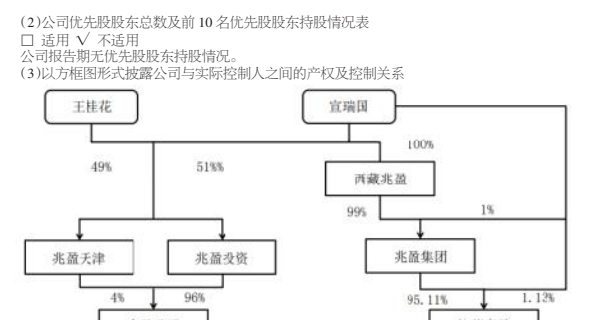 (2)公司优先股股东总数及前10名优先股股东持股情况表
□ 适用 √ 不适用
公司报告期无优先股股东持股情况。
(3)以方框图形式披露公司与实际控制人之间的产权及控制关系
王桂花
宣瑞国
100%
49%
51%%
西藏兆盈
99%
1%
兆盈天津
兆盈投资
兆盈集团
4%
96%
95.11%
1.12%